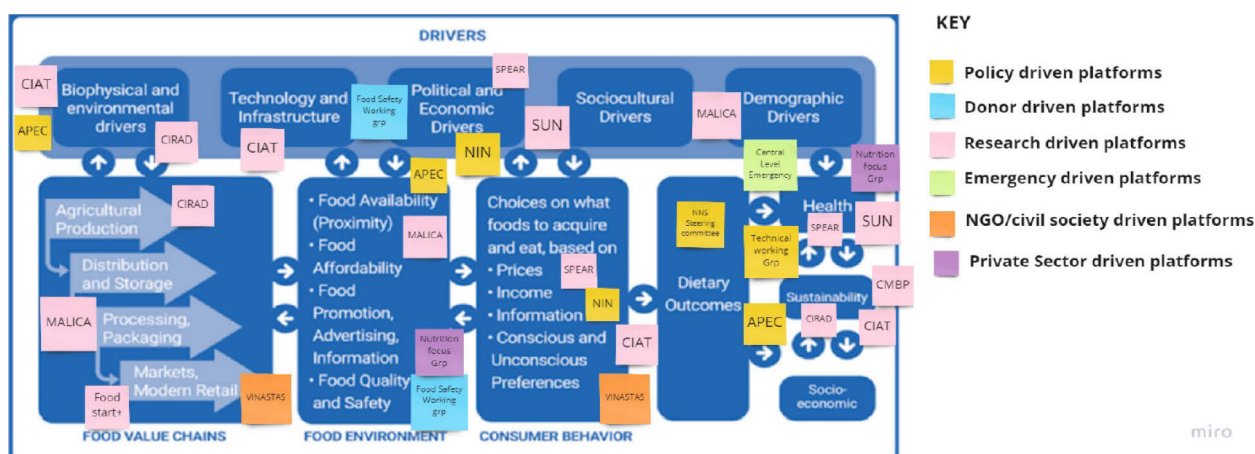 DRIVERS
CIAT
APEC
Biophysical and
environmental
drivers
CIRAD
Technology and
Infrastructure
CIAT
Food Safety
Working
grp
Political and
Economic
Drivers
SPEAR
NIN
SUN
Sociocultural
Drivers
MALICA
Demographic
Drivers
Agricultural
Production
CIRAD
Distribution
and Storage
MALICA
Processing,
Packaging
Markets,
Modern Retail
Food
start+
VINASTAS
FOOD VALUE CHAINS
APEC
• Food Availability
(Proximity)
• Food
Affordability
• Food
Promotion,
Advertising,
Information
• Food Quality
and Safety
MALICA
Nutrition
focus
Grp
Food Safety
Working
grp
FOOD ENVIRONMENT
Choices on what
foods to acquire
and eat, based on
• Prices
• Income
• Information
• Conscious and
Unconscious
Preferences
SPEAR
NIN
CIAT
VINASTAS
CONSUMER BEHAVIOR
NNS
Steering
committee
Dietary
Outcomes
Central
Level
Emergency
Technical
working
Grp
APEC
Nutrition
focus
Grp
Health
SPEAR
SUN
CMBP
Sustainability
CIRAD
CIAT
Socio-
economic
KEY
Policy driven platforms
Donor driven platforms
Research driven platforms
Emergency driven platforms
NGO/civil society driven platforms
Private Sector driven platforms
miro